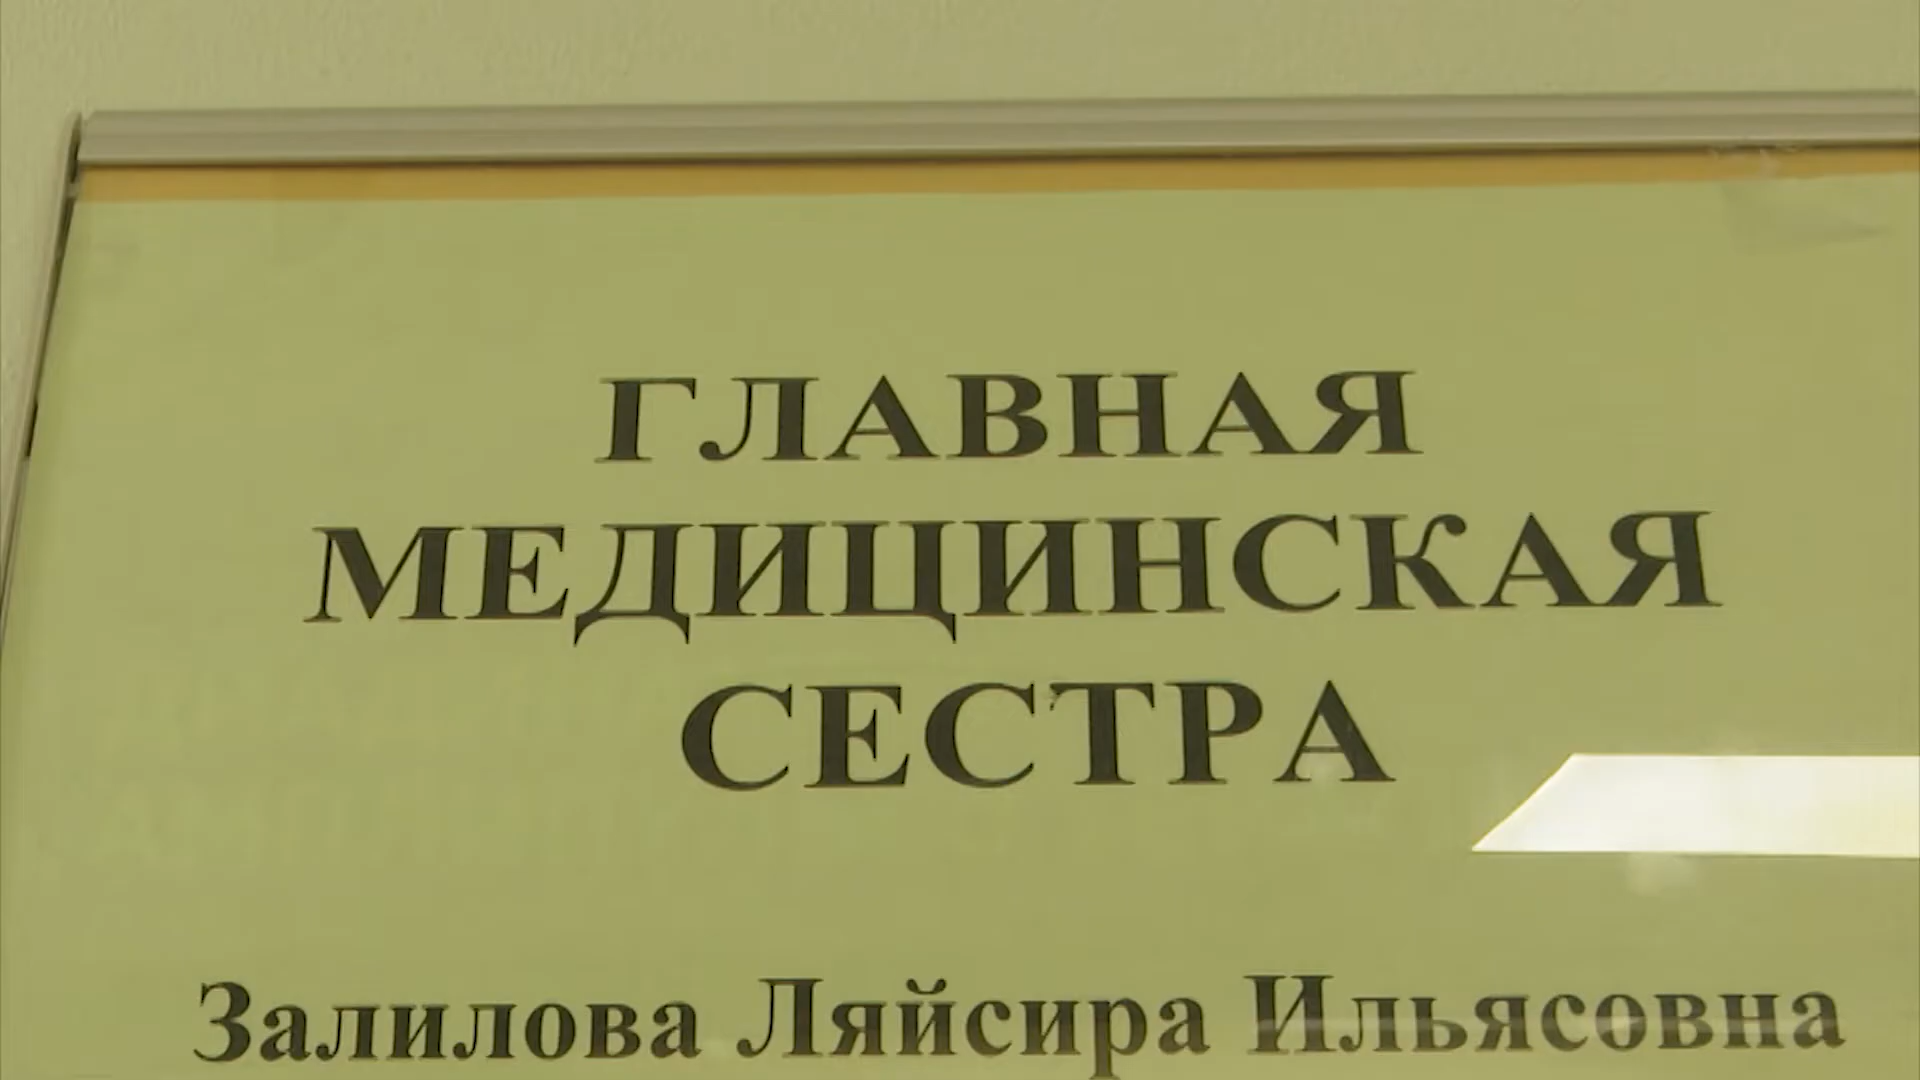 ГЛАВНАЯ
МЕДИЦИНСКАЯ
СЕСТРА
Залилова Ляйсира Ильясовна